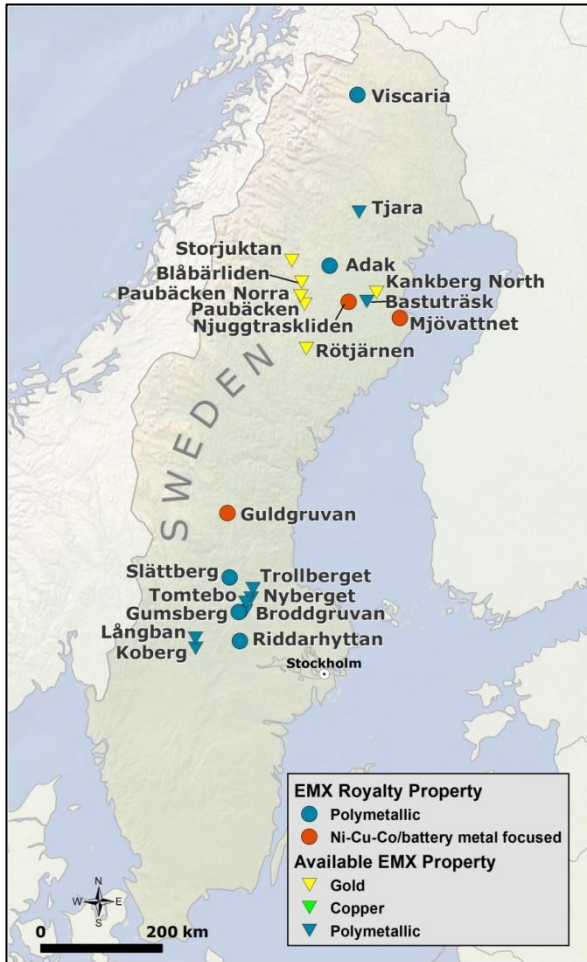 Viscaria
Tjara
Storjuktan
Adak
Blåbärliden
Kankberg North
Paubäcken Norra
Bastuträsk
Paubäcken
Njuggtraskliden
Mjövattnet
Rötjärnen
SWEDEN
Guldgruvan
Slättberg
Trollberget
Tomtebo
Nyberget
Gumsberg
Broddgruvan
Långban
Riddarhyttan
Koberg
Stockholm
EMX Royalty Property
Polymetallic
Ni-Cu-Co/battery metal focused
Available EMX Property
Gold
Copper
Polymetallic
N
W E
S
0 200 km